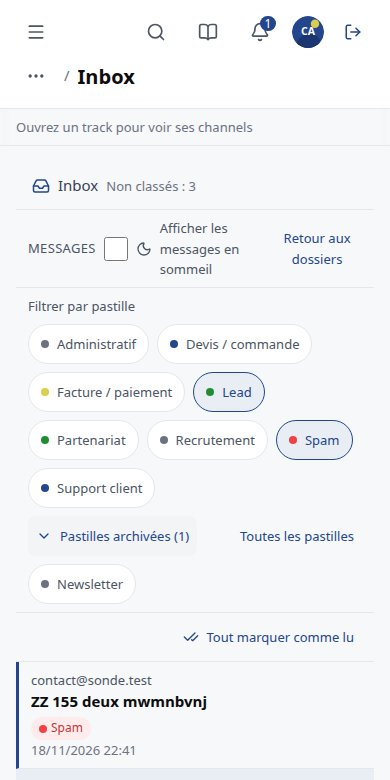 1
CA
... / Inbox
Ouvrez un track pour voir ses channels
Inbox Non classés : 3
MESSAGES Afficher les messages en sommeil Retour aux dossiers
Filtrer par pastille
Administratif Devis / commande
Facture / paiement Lead
Partenariat Recrutement Spam
Support client
Pastilles archivées (1) Toutes les pastilles
Newsletter
Tout marquer comme lu
contact@sonde.test
ZZ 155 deux mwmnbvnj
Spam
18/11/2026 22:41